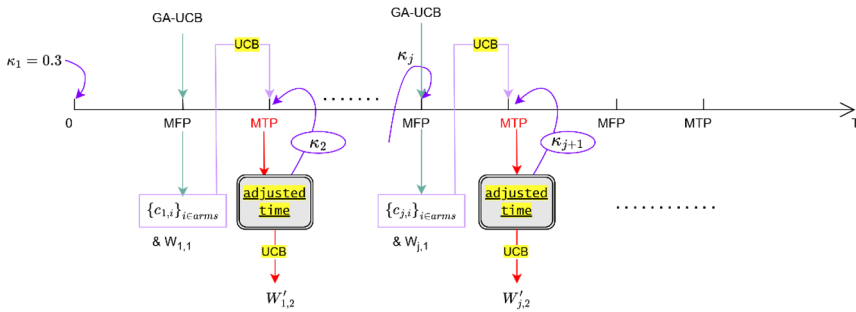 GA-UCB
GA-UCB
UCB
UCB
κ₁ = 0.3
κⱼ
0
MFP
MTP
........
MFP
MTP
MFP
MTP
T
κ₂
κⱼ₊₁
{c₁,ᵢ}ᵢ∈arms
& W₁,₁
adjusted
time
{cⱼ,ᵢ}ᵢ∈arms
& Wⱼ,₁
adjusted
time
............
UCB
UCB
W′₁,₂
W′ⱼ,₂